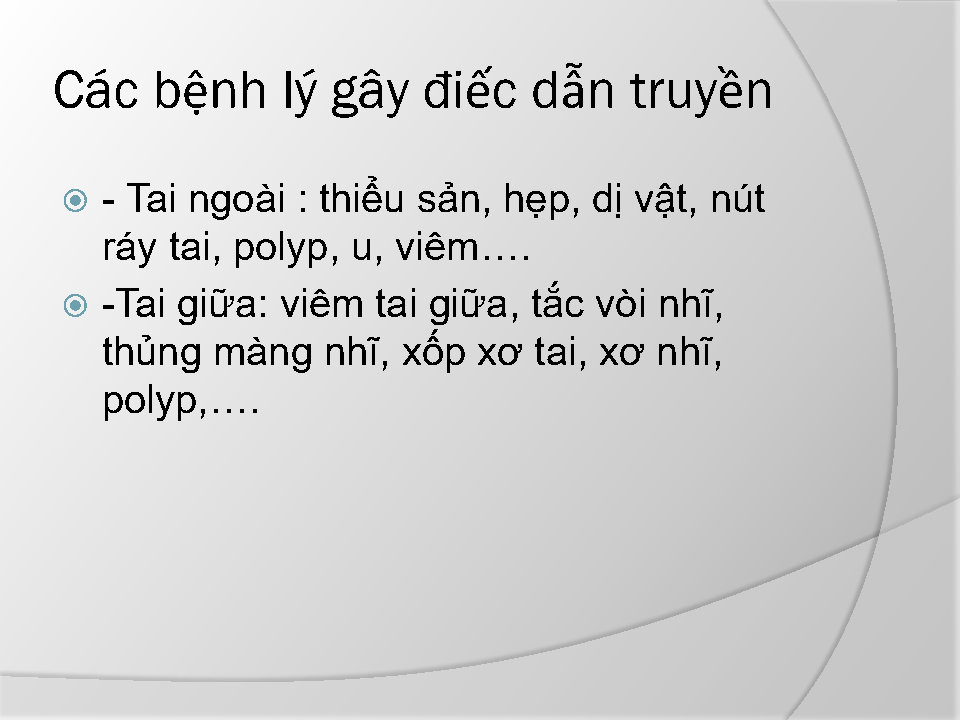 Các bệnh lý gây điếc dẫn truyền
- Tai ngoài : thiểu sản, hẹp, dị vật, nút
ráy tai, polyp, u, viêm....
-Tai giữa: viêm tai giữa, tắc vòi nhĩ,
thủng màng nhĩ, xốp xơ tai, xơ nhĩ,
polyp,....